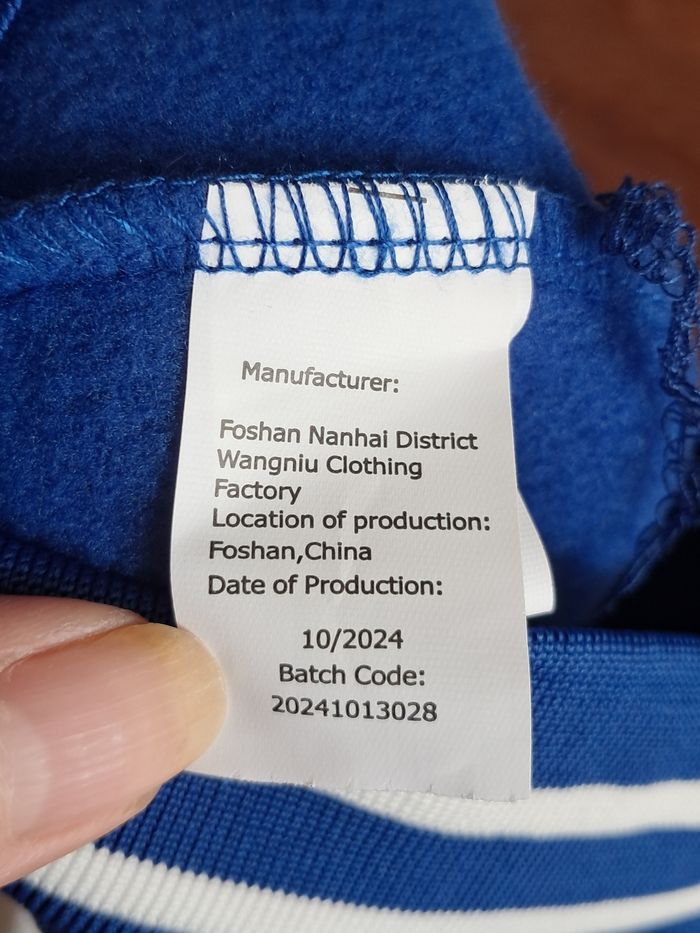 Manufacturer:
Foshan Nanhai District
Wangniu Clothing
Factory
Location of production:
Foshan,China
Date of Production:
10/2024
Batch Code:
20241013028